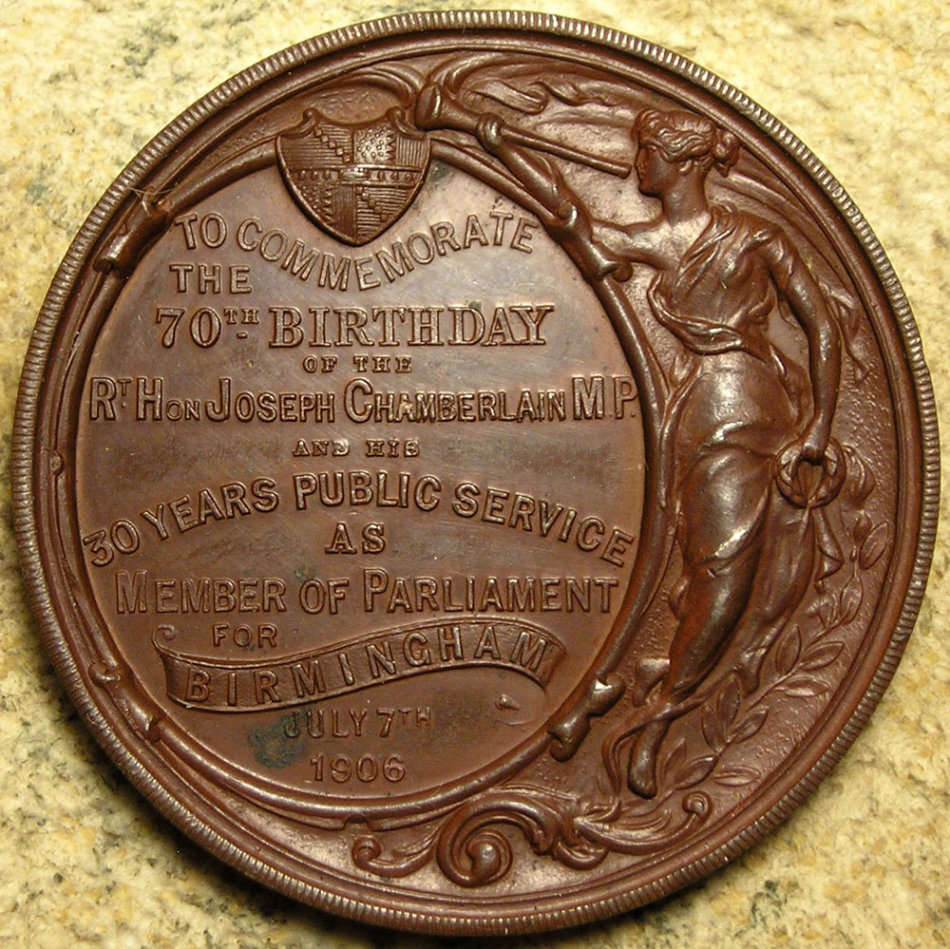 TO COMMEMORATE
THE
70TH BIRTHDAY
OF THE
RT HON JOSEPH CHAMBERLAIN M.P.
AND HIS
30 YEARS PUBLIC SERVICE
AS
MEMBER OF PARLIAMENT
FOR
BIRMINGHAM
JULY 7TH
1906